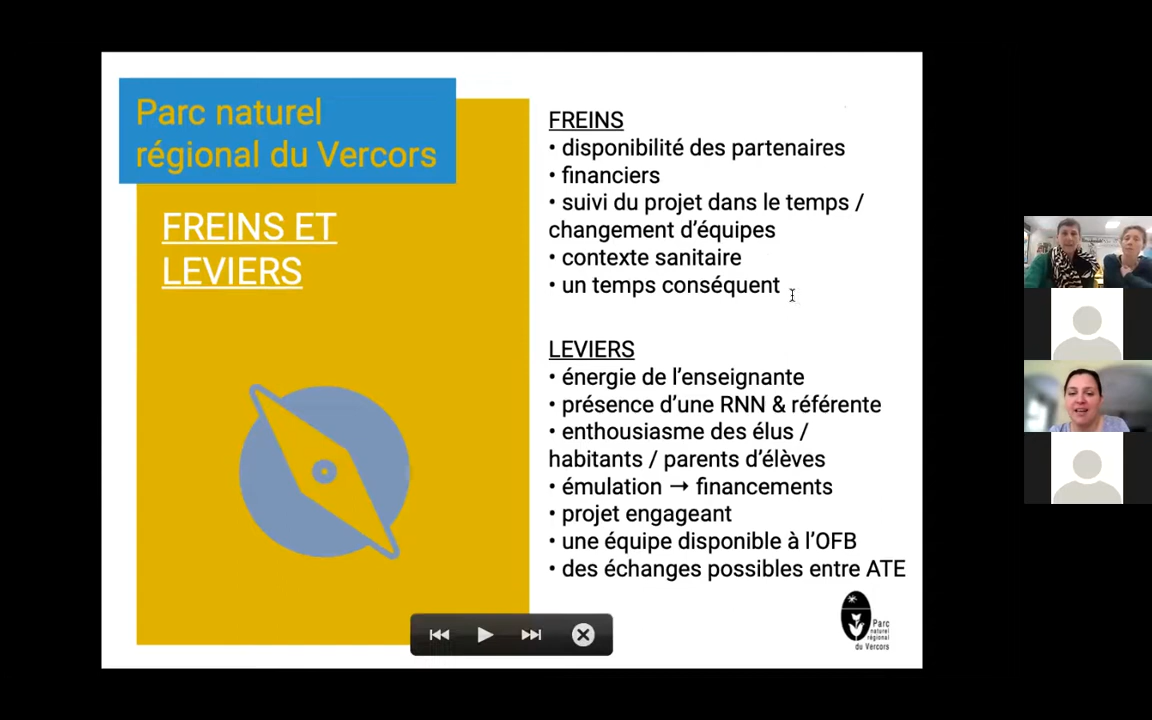 Parc naturel
régional du Vercors
FREINS ET
LEVIERS
FREINS
• disponibilité des partenaires
• financiers
• suivi du projet dans le temps /
changement d’équipes
• contexte sanitaire
• un temps conséquent
LEVIERS
• énergie de l’enseignante
• présence d’une RNN & référente
• enthousiasme des élus /
habitants / parents d’élèves
• émulation → financements
• projet engageant
• une équipe disponible à l’OFB
• des échanges possibles entre ATE
Parc
naturel
régional
du Vercors